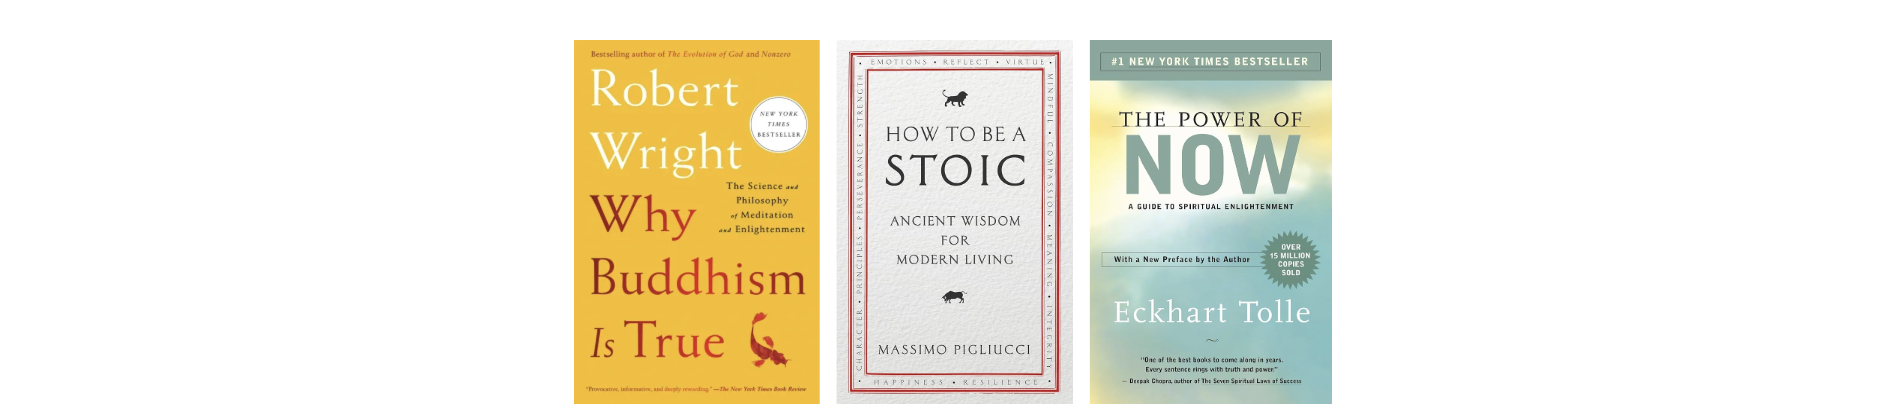 Bestselling author of The Evolution of God and Nonzero
Robert
Wright
NEW YORK
TIMES
BESTSELLER
The Science and
Philosophy
of Meditation
and Enlightenment
Why
Buddhism
Is True
"Provocative, informative, and deeply rewarding." —The New York Times Book Review
EMOTIONS • REFLECT • VIRTUE
MINDFUL • COMPASSION • MEANING • INTEGRITY
CHARACTER • PRINCIPLES • PERSEVERANCE • STRENGTH
HOW TO BE A
STOIC
ANCIENT WISDOM
FOR
MODERN LIVING
MASSIMO PIGLIUCCI
HAPPINESS • RESILIENCE
#1 NEW YORK TIMES BESTSELLER
THE POWER OF
NOW
A GUIDE TO SPIRITUAL ENLIGHTENMENT
With a New Preface by the Author
OVER
15 MILLION
COPIES
SOLD
Eckhart Tolle
"One of the best books to come along in years.
Every sentence rings with truth and power."
— Deepak Chopra, author of The Seven Spiritual Laws of Success